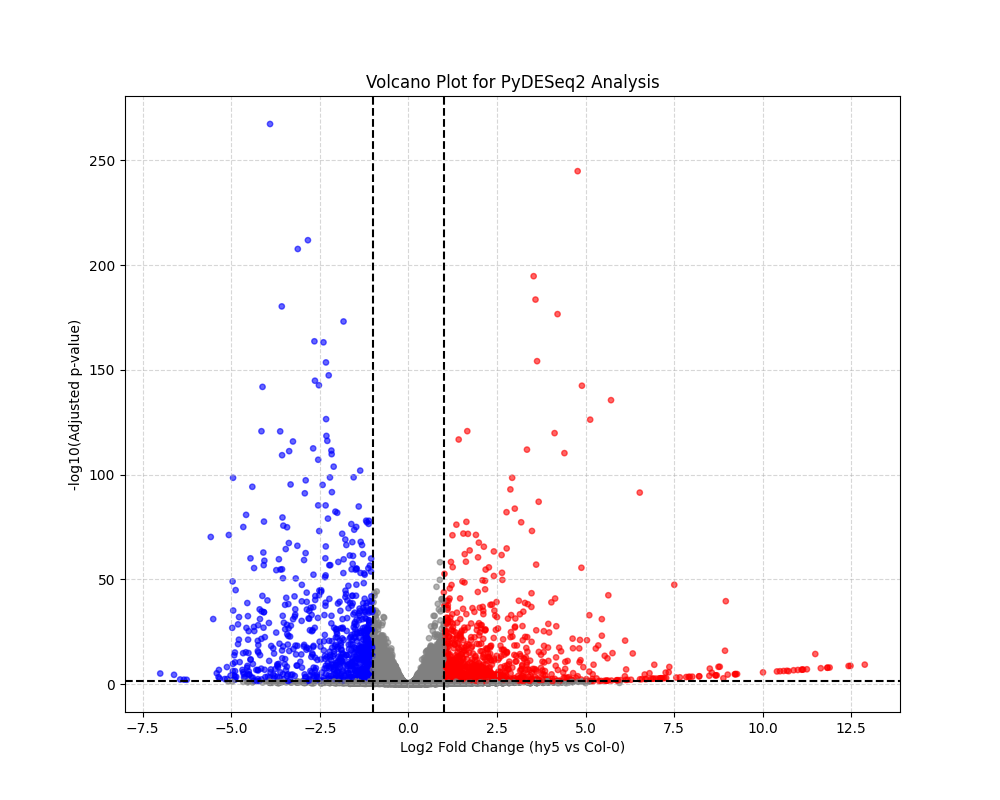 Volcano Plot for PyDESeq2 Analysis
-log10(Adjusted p-value)
250
200
150
100
50
0
−7.5 −5.0 −2.5 0.0 2.5 5.0 7.5 10.0 12.5
Log2 Fold Change (hy5 vs Col-0)